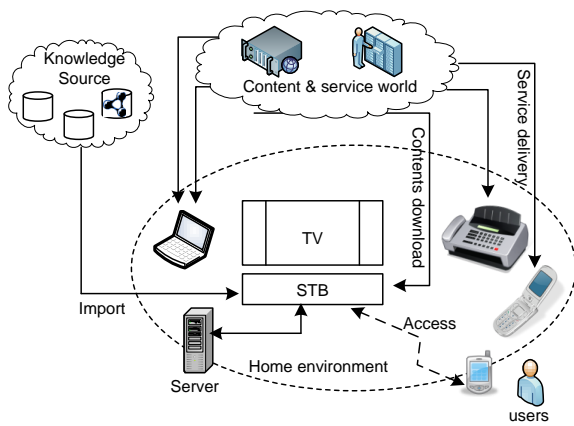 Knowledge
Source
Content & service world
Service delivery
Contents download
TV
STB
Import
Access
Server
Home environment
users